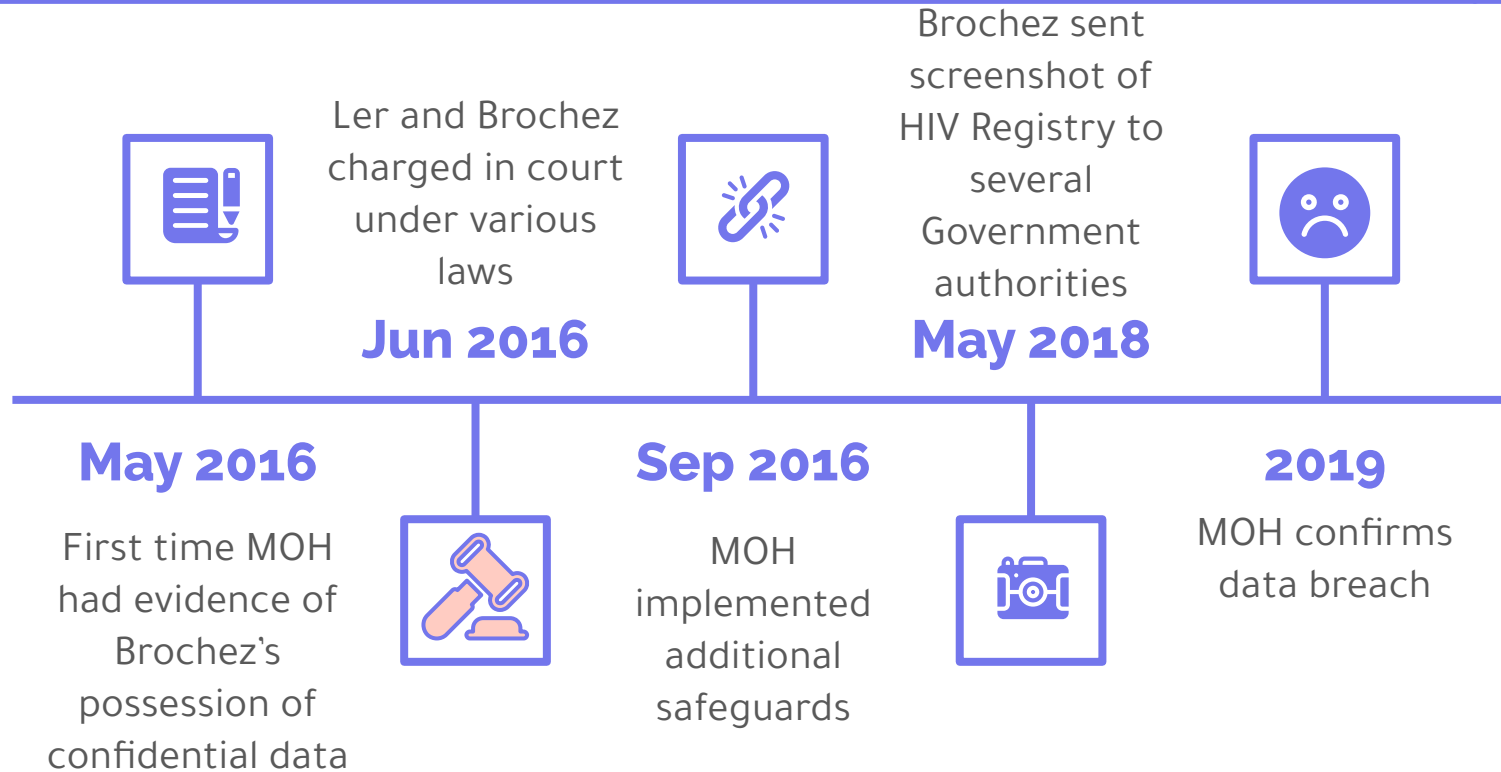 May 2016
First time MOH
had evidence of
Brochez’s
possession of
confidential data
Ler and Brochez
charged in court
under various
laws
Jun 2016
Sep 2016
MOH
implemented
additional
safeguards
Brochez sent
screenshot of
HIV Registry to
several
Government
authorities
May 2018
2019
MOH confirms
data breach